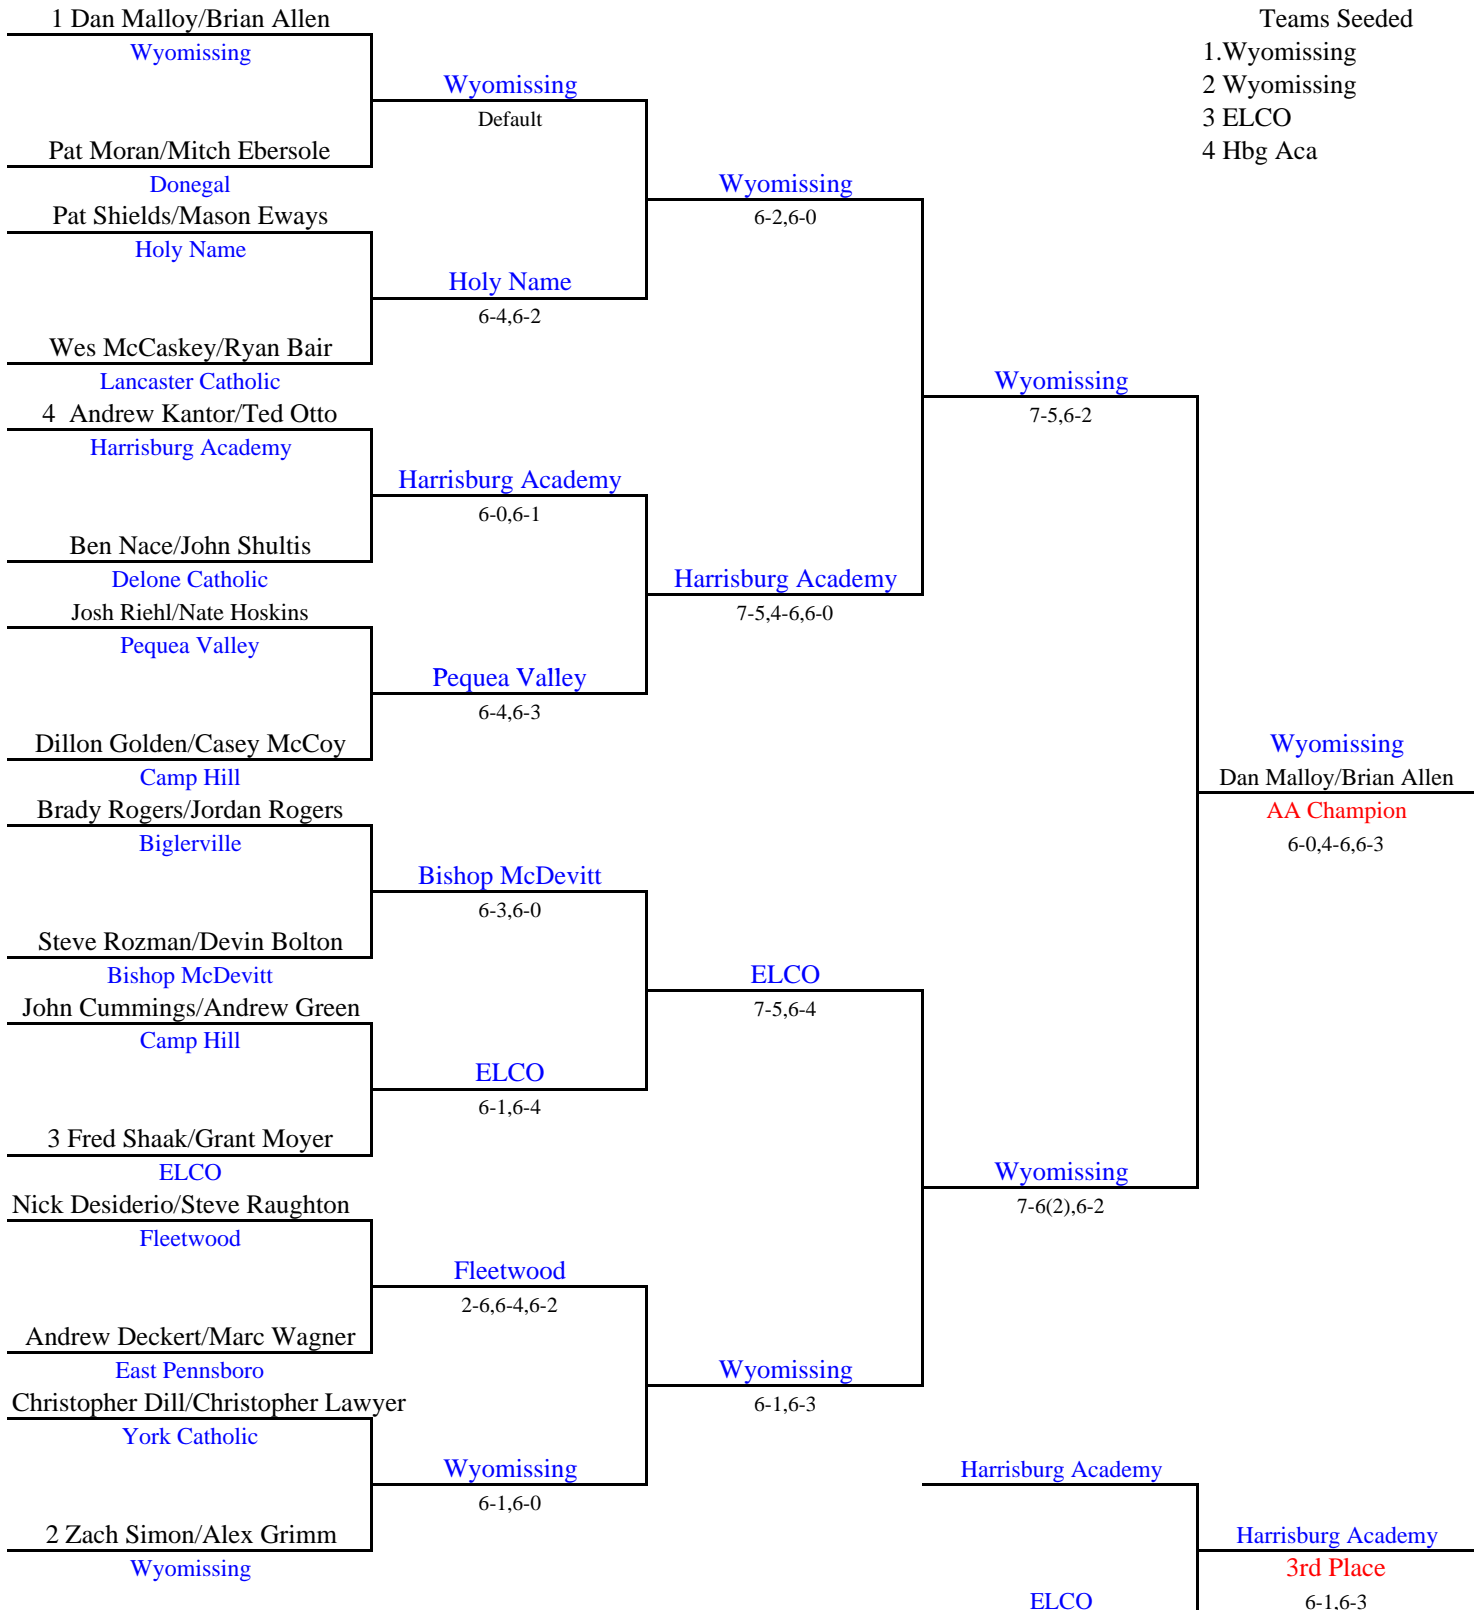 1 Dan Malloy/Brian Allen
Wyomissing
Wyomissing
Default
Pat Moran/Mitch Ebersole
Donegal
Wyomissing
6-2,6-0
Pat Shields/Mason Eways
Holy Name
Holy Name
6-4,6-2
Wes McCaskey/Ryan Bair
Lancaster Catholic
Wyomissing
7-5,6-2
4 Andrew Kantor/Ted Otto
Harrisburg Academy
Harrisburg Academy
6-0,6-1
Ben Nace/John Shultis
Delone Catholic
Harrisburg Academy
7-5,4-6,6-0
Josh Riehl/Nate Hoskins
Pequea Valley
Pequea Valley
6-4,6-3
Dillon Golden/Casey McCoy
Camp Hill
Wyomissing
Dan Malloy/Brian Allen
AA Champion
6-0,4-6,6-3
Brady Rogers/Jordan Rogers
Biglerville
Bishop McDevitt
6-3,6-0
Steve Rozman/Devin Bolton
Bishop McDevitt
ELCO
7-5,6-4
John Cummings/Andrew Green
Camp Hill
ELCO
6-1,6-4
3 Fred Shaak/Grant Moyer
ELCO
Wyomissing
7-6(2),6-2
Nick Desiderio/Steve Raughton
Fleetwood
Fleetwood
2-6,6-4,6-2
Andrew Deckert/Marc Wagner
East Pennsboro
Wyomissing
6-1,6-3
Christopher Dill/Christopher Lawyer
York Catholic
Wyomissing
6-1,6-0
2 Zach Simon/Alex Grimm
Wyomissing
Harrisburg Academy
Harrisburg Academy
3rd Place
6-1,6-3
ELCO
Teams Seeded
1.Wyomissing
2 Wyomissing
3 ELCO
4 Hbg Aca